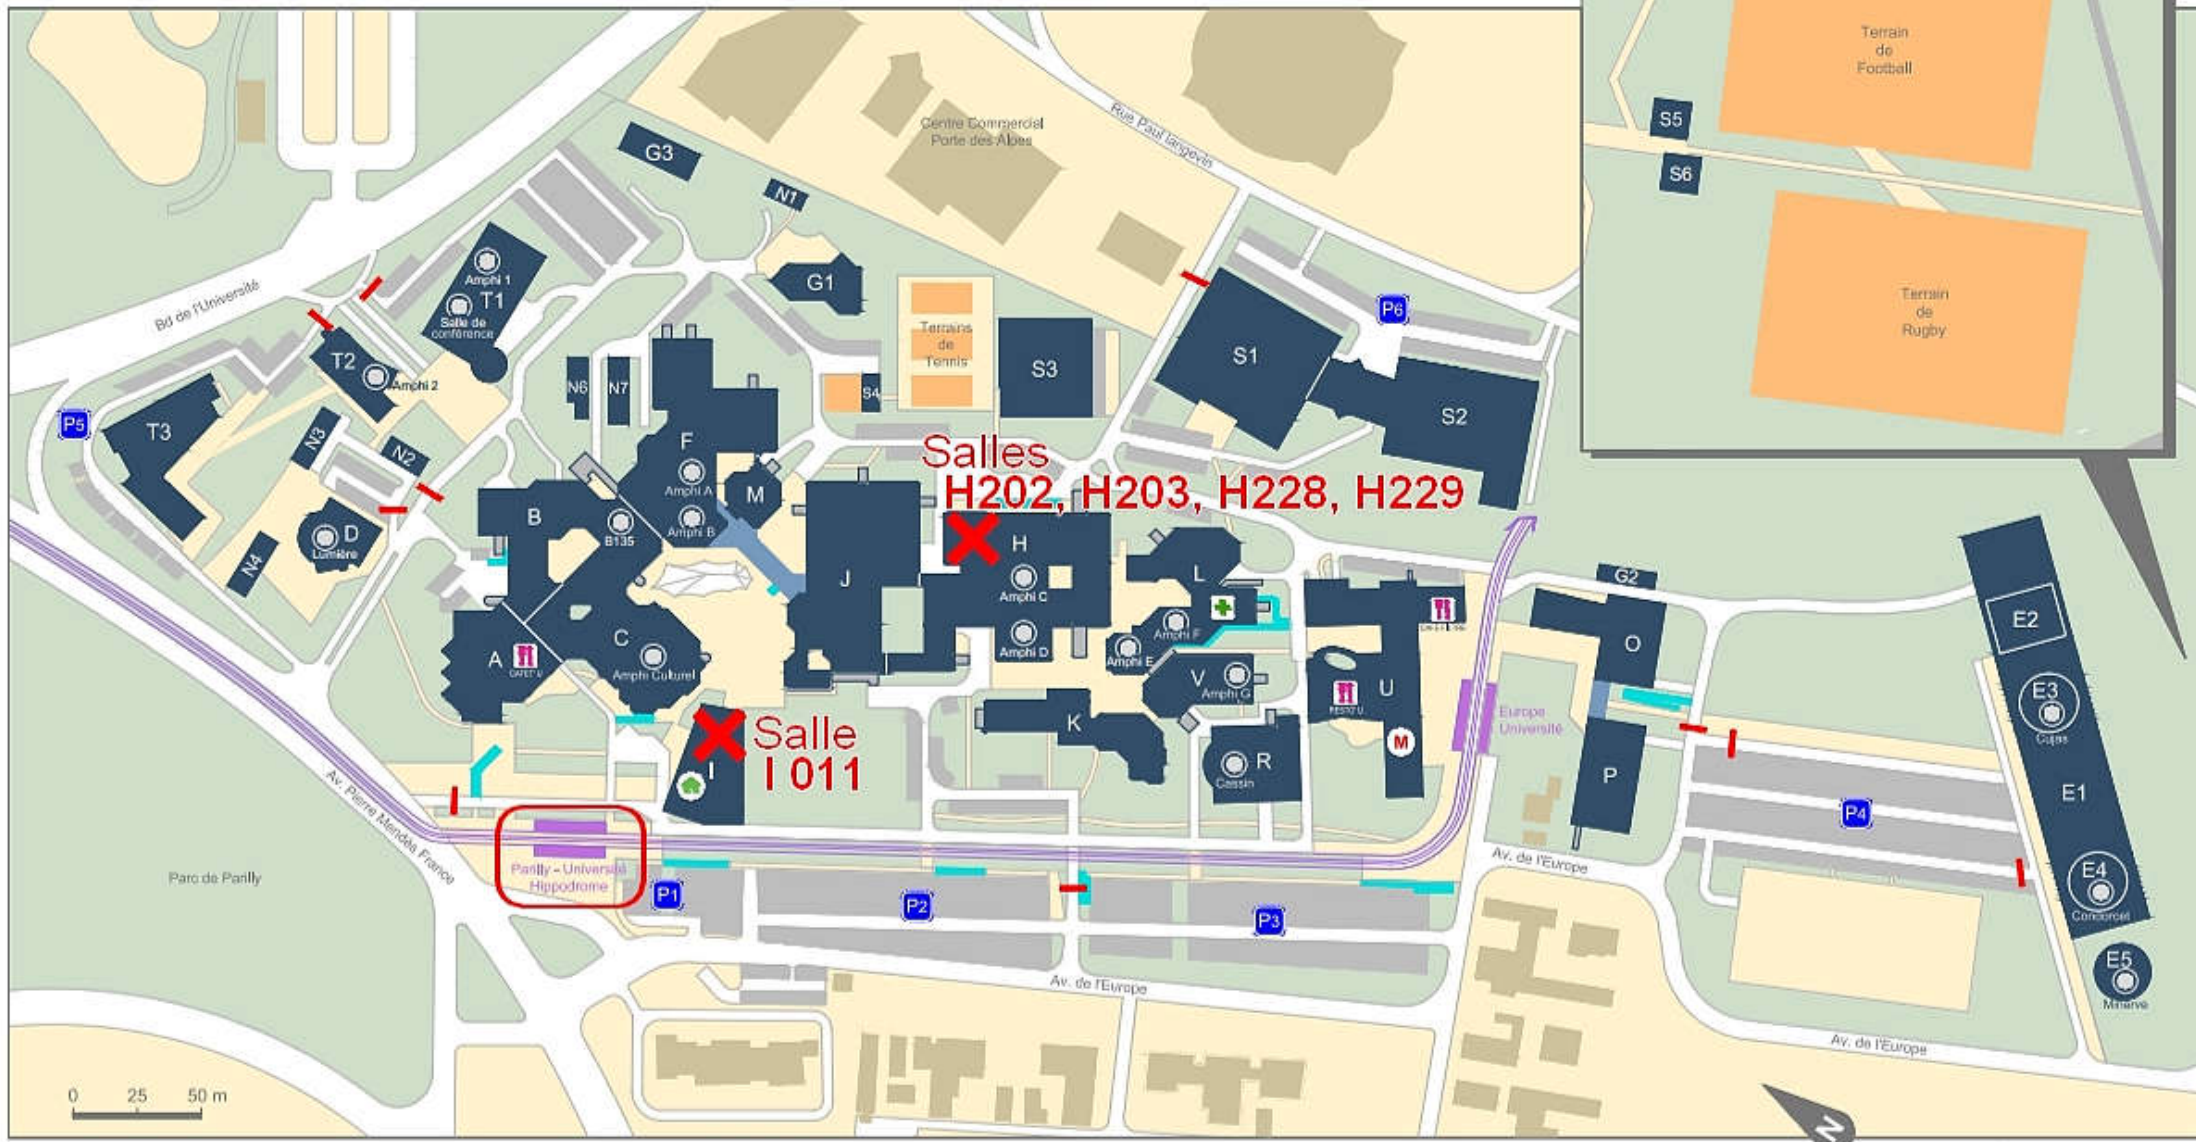 Terrain
de
Football
S5
S6
Terrain
de
Rugby
Centre Commercial
Porte des Alpes
Rue Paul langevin
G3
N1
G1
Bd de l'Université
Amphi 1
T1
Salle de
conférence
T2
Amphi 2
T3
P5
N3
N2
N4
D
Lumière
N6
N7
F
Amphi A
Amphi B
M
B
B135
Terrains
de
Tennis
S4
S3
S1
S2
P6
Salles
H202, H203, H228, H229
H
Amphi C
Amphi D
J
L
Amphi F
Amphi E
V
Amphi G
A
CAFET U
C
Amphi Culturel
Salle
I 011
I
K
R
Cassin
U
RESTO U
M
Europe
Université
G2
O
P
E2
E3
Cujas
E1
E4
Condorcet
E5
Minerve
P4
Av. Pierre Mendès France
Parc de Parilly
Parilly - Université
Hippodrome
P1
P2
P3
Av. de l'Europe
Av. de l'Europe
Av. de l'Europe
0 25 50 m
N